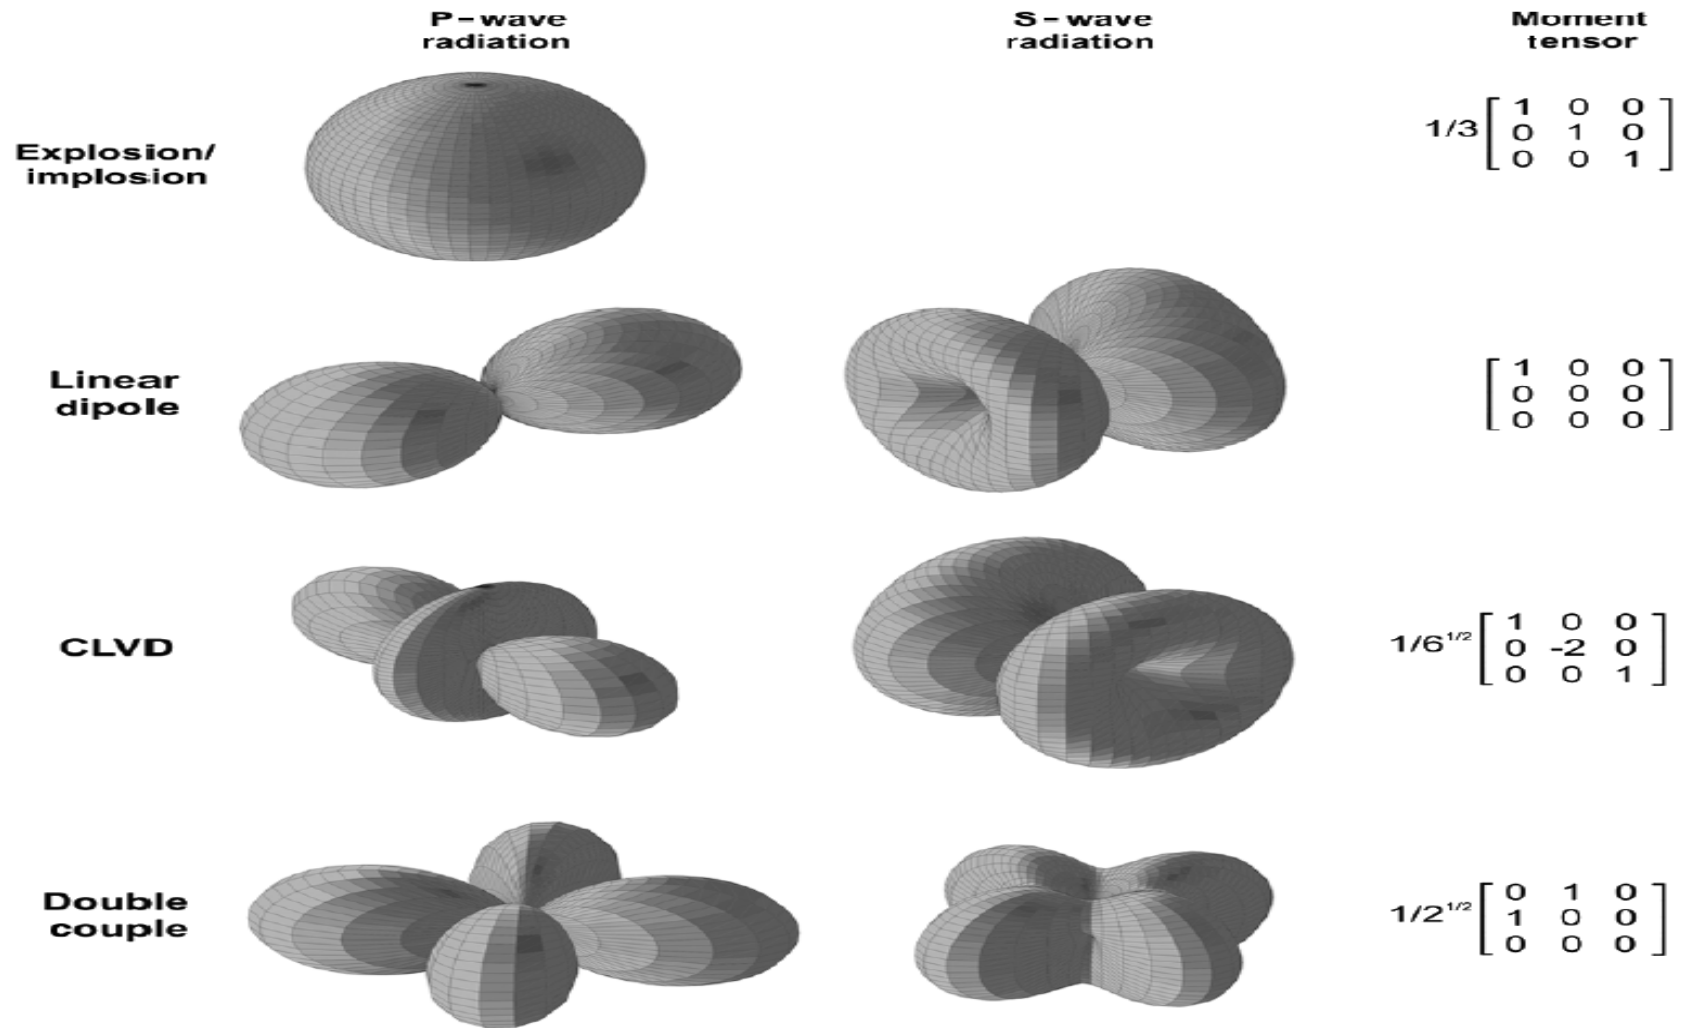 P-wave
radiation
S-wave
radiation
Moment
tensor
Explosion/
implosion
1/3 [ 1 0 0 ]
[ 0 1 0 ]
[ 0 0 1 ]
Linear
dipole
[ 1 0 0 ]
[ 0 0 0 ]
[ 0 0 0 ]
CLVD
1/6^1/2 [ 1 0 0 ]
[ 0 -2 0 ]
[ 0 0 1 ]
Double
couple
1/2^1/2 [ 0 1 0 ]
[ 1 0 0 ]
[ 0 0 0 ]